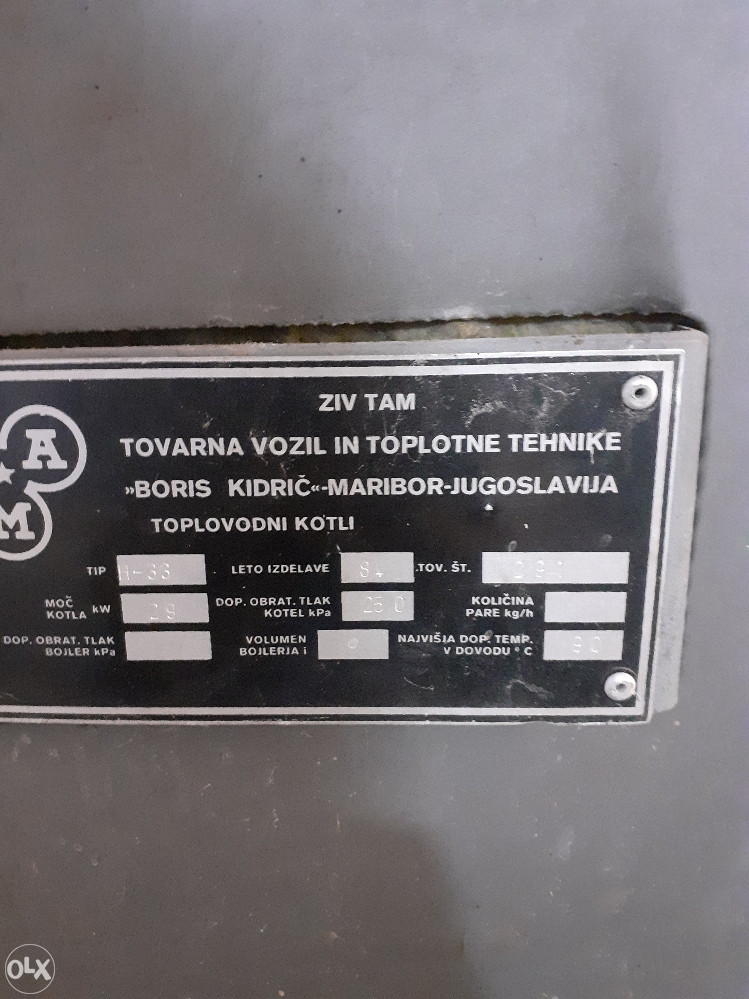 ZIV TAM
A
M
TOVARNA VOZIL IN TOPLOTNE TEHNIKE
»BORIS KIDRIČ«-MARIBOR-JUGOSLAVIJA
TOPLOVODNI KOTLI
TIP H-33 LETO IZDELAVE 84 .TOV. ŠT.
MOČ KOTLA kW 29 DOP. OBRAT. TLAK KOTEL kPa 250 KOLIČINA PARE kg/h
DOP. OBRAT. TLAK BOJLER kPa VOLUMEN BOJLERJA l NAJVIŠJA DOP. TEMP. V DOVODU °C 90
OLX